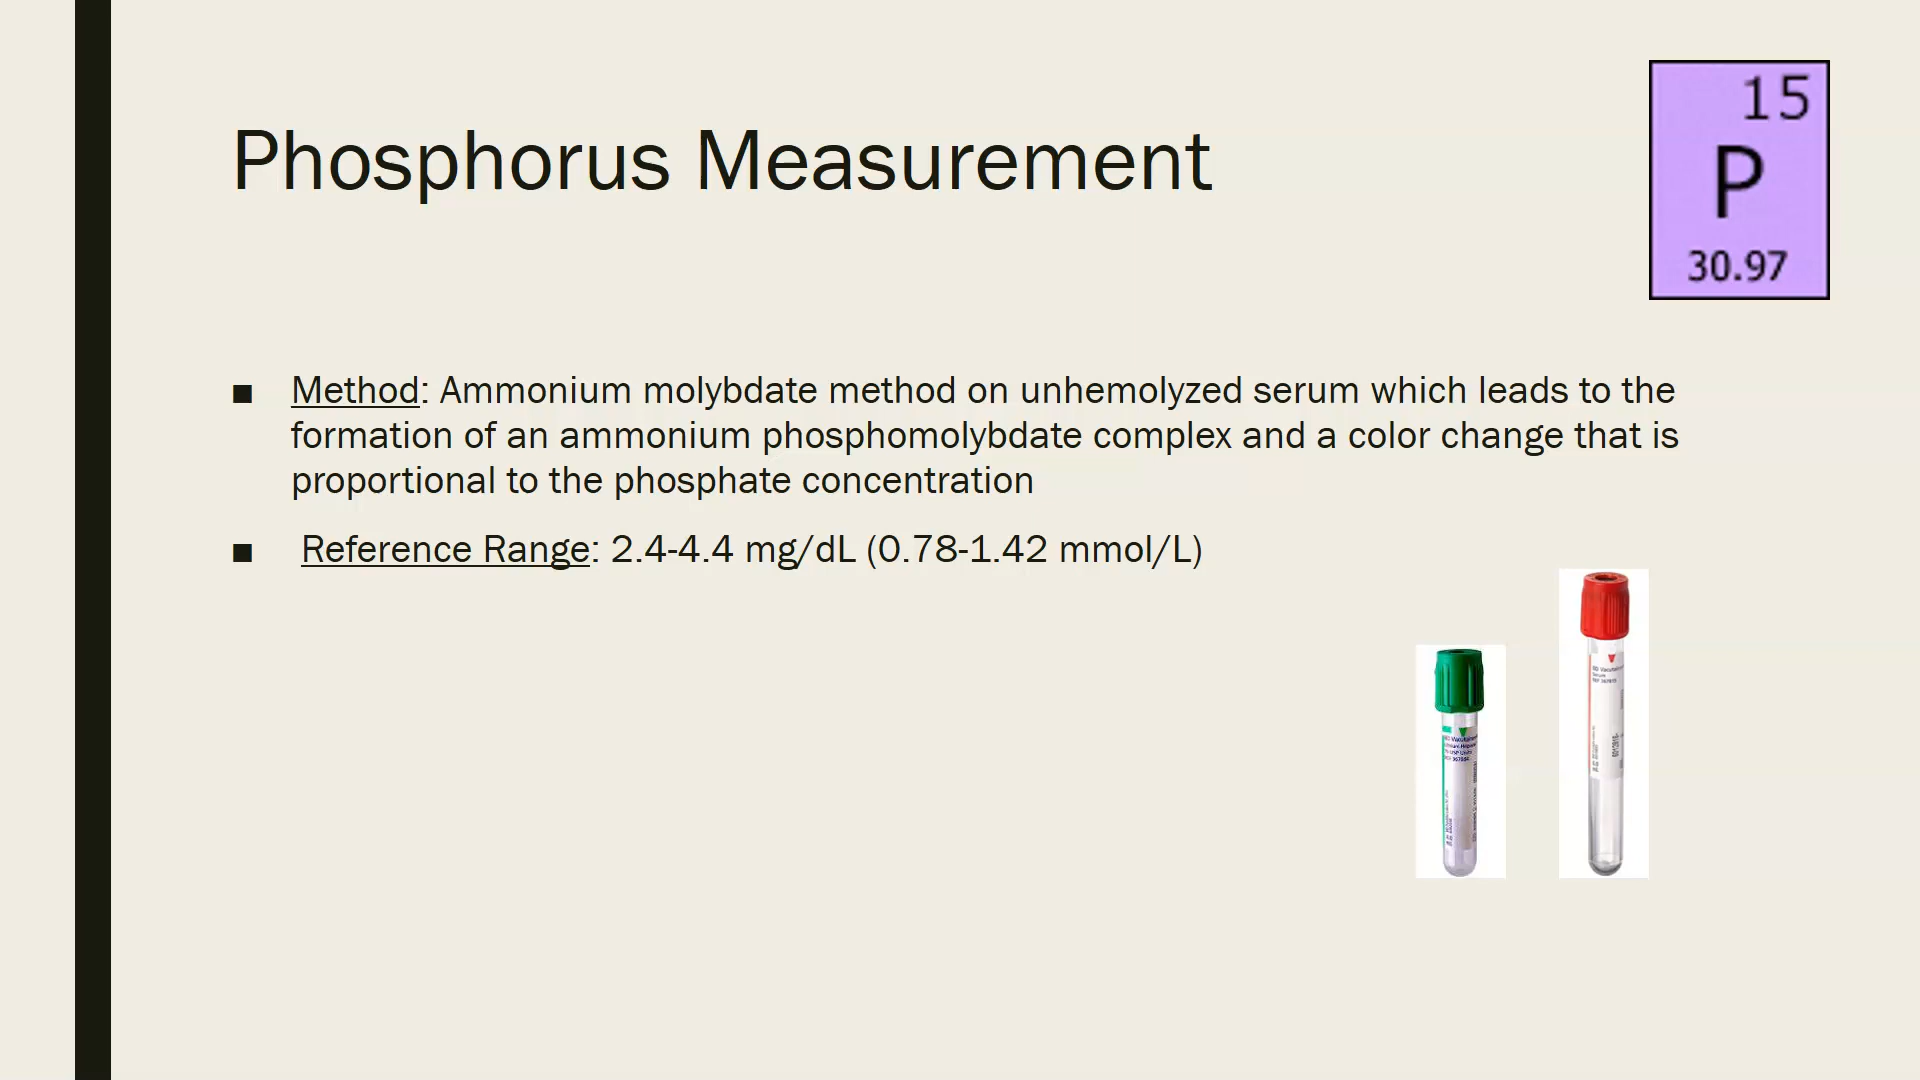 Phosphorus Measurement
15
P
30.97
■ Method: Ammonium molybdate method on unhemolyzed serum which leads to the
formation of an ammonium phosphomolybdate complex and a color change that is
proportional to the phosphate concentration
■ Reference Range: 2.4-4.4 mg/dL (0.78-1.42 mmol/L)